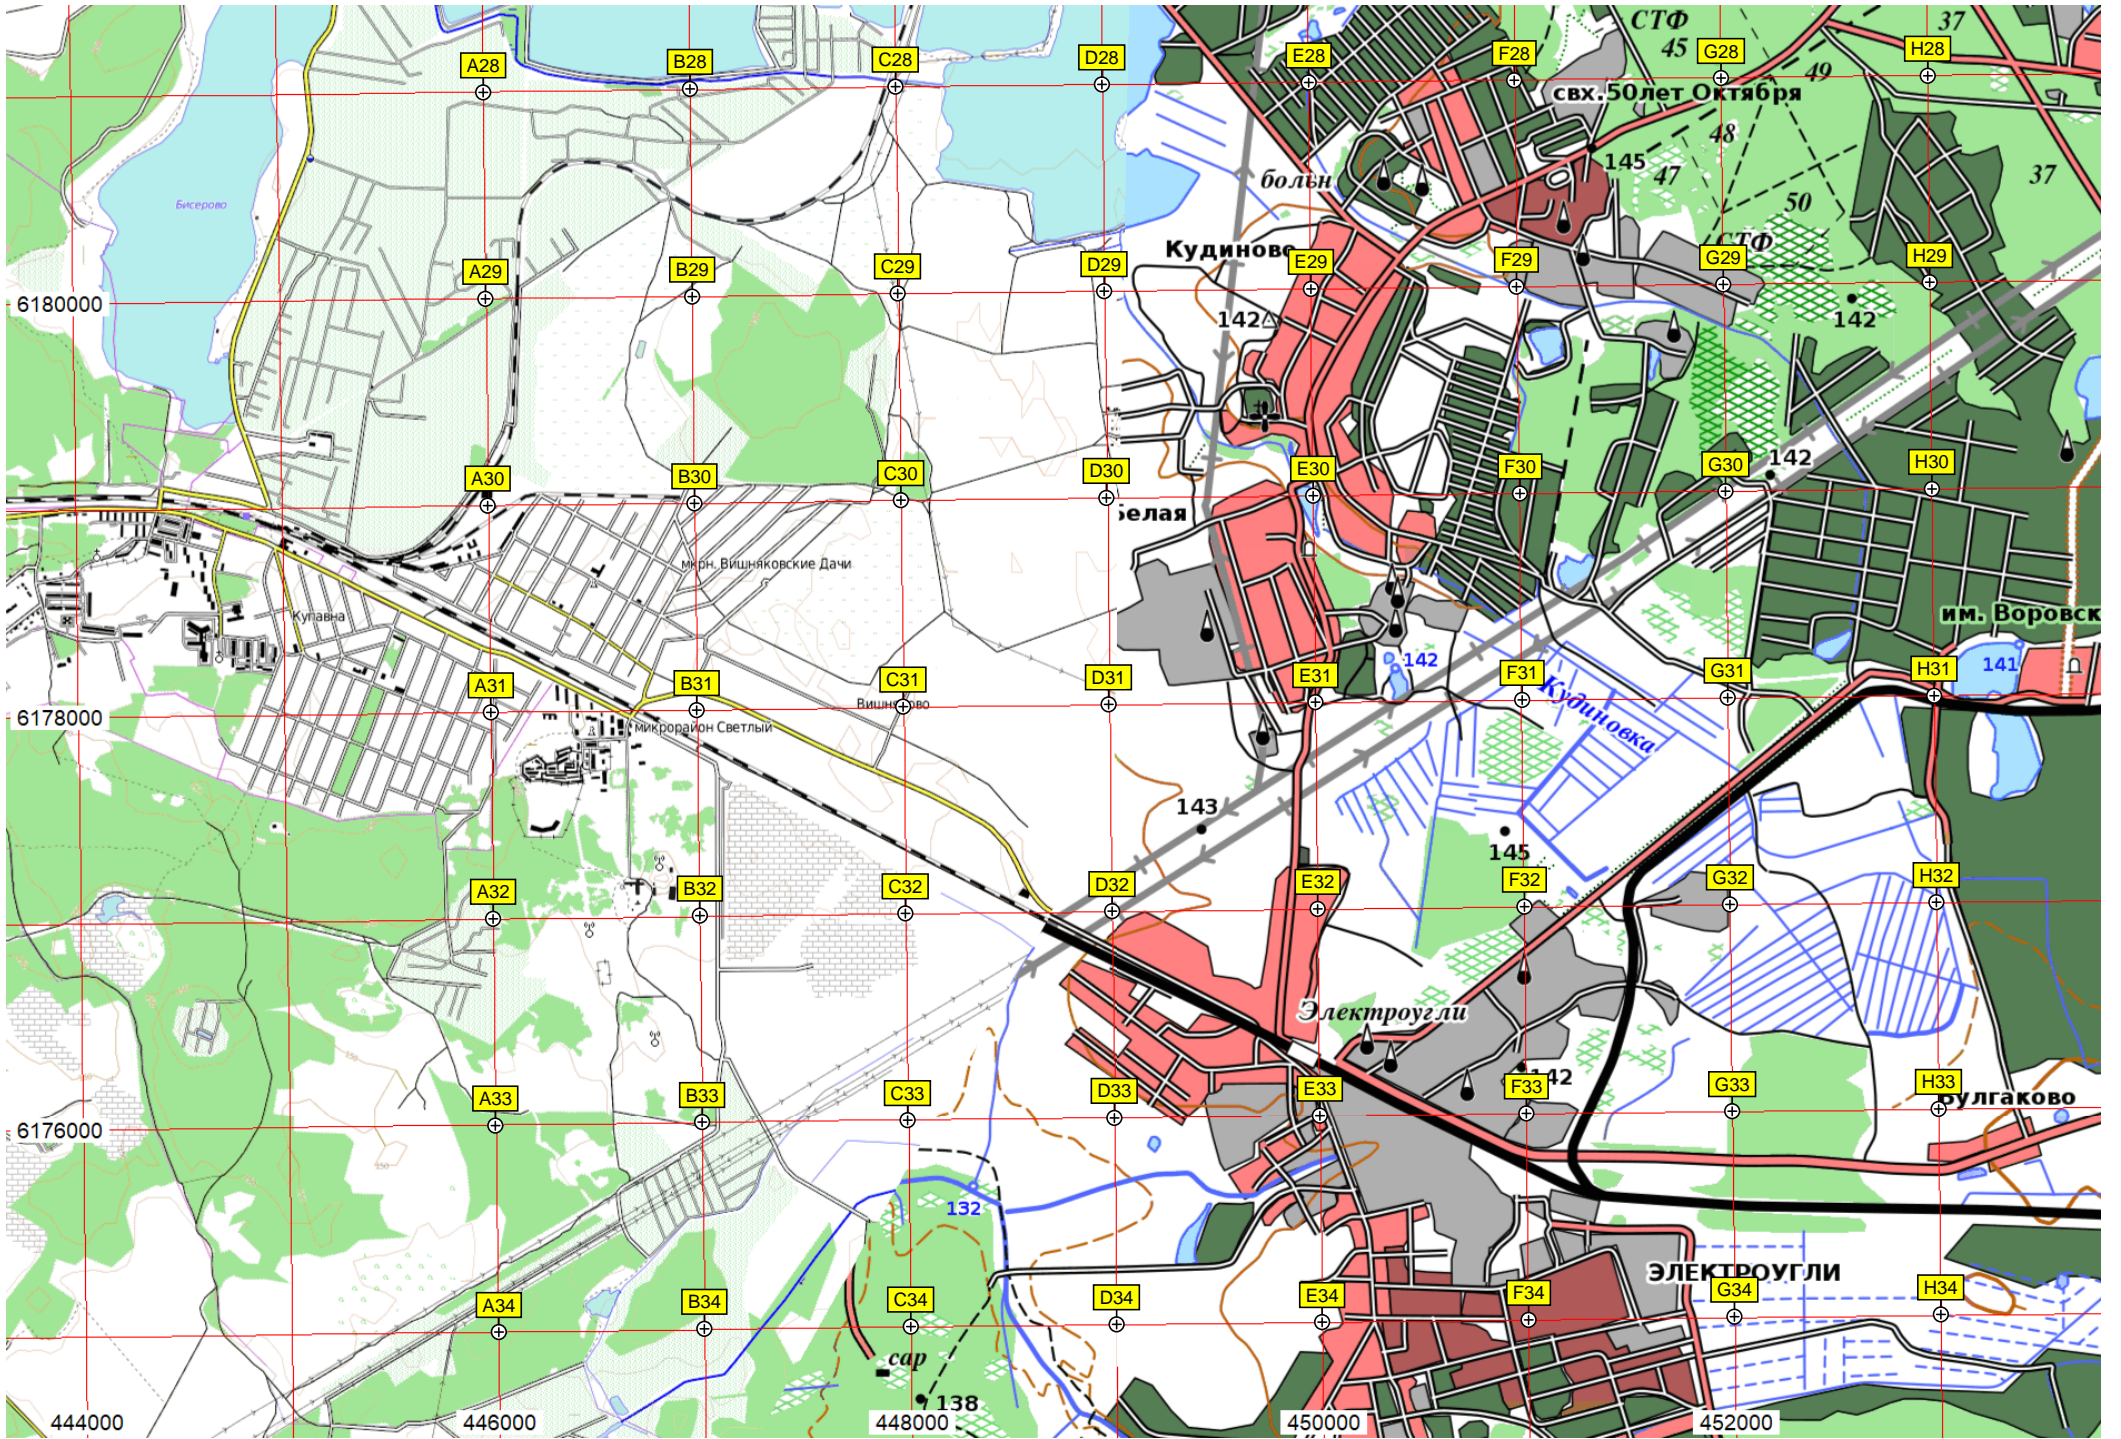 СТФ
37
45
A28
B28
C28
D28
E28
F28
G28
H28
49
свх.50лет Октября
48
145
47
37
больн
Бисерово
50
СТФ
Кудиново
A29
B29
C29
D29
E29
F29
G29
H29
6180000
142
142
A30
B30
C30
D30
E30
F30
G30
142
H30
Белая
мкрн. Вишняковские Дачи
Купавна
им. Воровск
142
141
A31
B31
C31
D31
E31
F31
G31
H31
Кудиновка
6178000
микрорайон Светлый
143
145
A32
B32
C32
D32
E32
F32
G32
H32
Электроугли
150
142
A33
B33
C33
D33
E33
F33
G33
H33
Булгаково
6176000
150
132
ЭЛЕКТРОУГЛИ
A34
B34
C34
D34
E34
F34
G34
H34
сар
138
444000
446000
448000
450000
452000